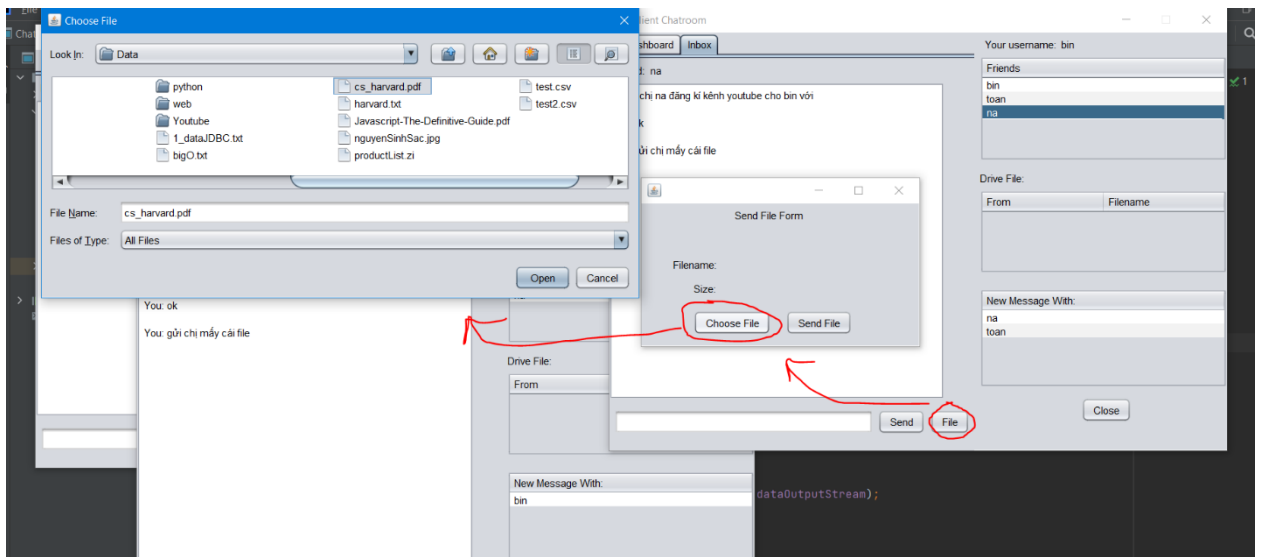 File
Chat
Choose File
Look In:
Data
python
web
Youtube
1_dataJDBC.txt
bigO.txt
cs_harvard.pdf
harvard.txt
Javascript-The-Definitive-Guide.pdf
nguyenSinhSac.jpg
productList.zi
test.csv
test2.csv
File Name:
cs_harvard.pdf
Files of Type:
All Files
Open
Cancel
Chatroom
Inbox
na
chị na đăng kí kênh youtube cho bin với
k
gửi chị mấy cái file
Send File Form
Filename:
Size:
Choose File
Send File
Send
File
Your username: bin
Friends
bin
toan
na
Drive File:
From
Filename
New Message With:
na
toan
Close
1
You: ok
You: gửi chị mấy cái file
Drive File:
From
New Message With:
bin
dataOutputStream);